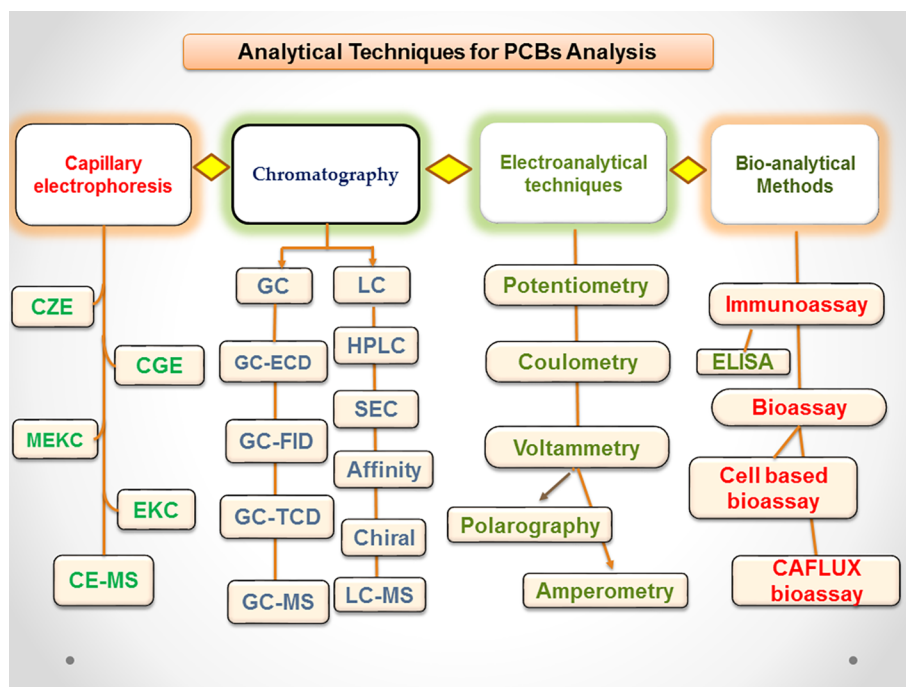 Analytical Techniques for PCBs Analysis
Capillary
electrophoresis
CZE
CGE
MEKC
EKC
CE-MS
Chromatography
GC
GC-ECD
GC-FID
GC-TCD
GC-MS
LC
HPLC
SEC
Affinity
Chiral
LC-MS
Electroanalytical
techniques
Potentiometry
Coulometry
Voltammetry
Polarography
Amperometry
Bio-analytical
Methods
Immunoassay
ELISA
Bioassay
Cell based
bioassay
CAFLUX
bioassay